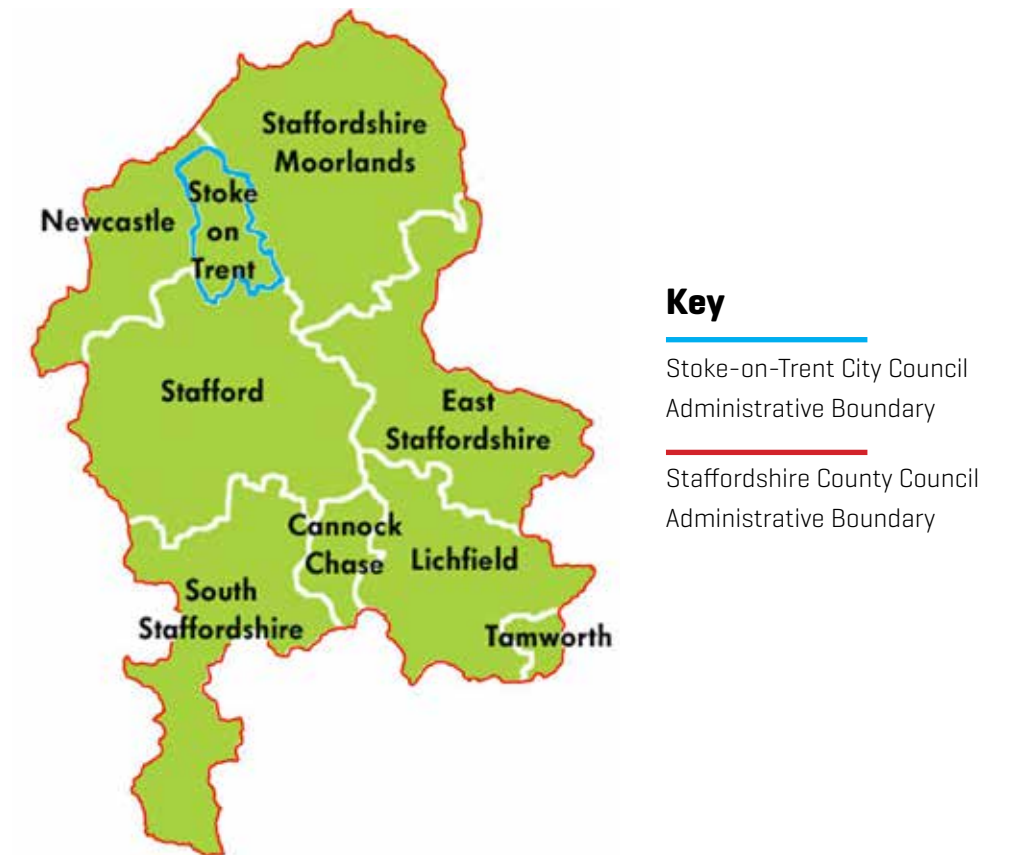 Staffordshire
Moorlands
Stoke
on
Trent
Newcastle
Stafford
East
Staffordshire
Cannock
Chase
Lichfield
South
Staffordshire
Tamworth
Key
Stoke-on-Trent City Council
Administrative Boundary
Staffordshire County Council
Administrative Boundary